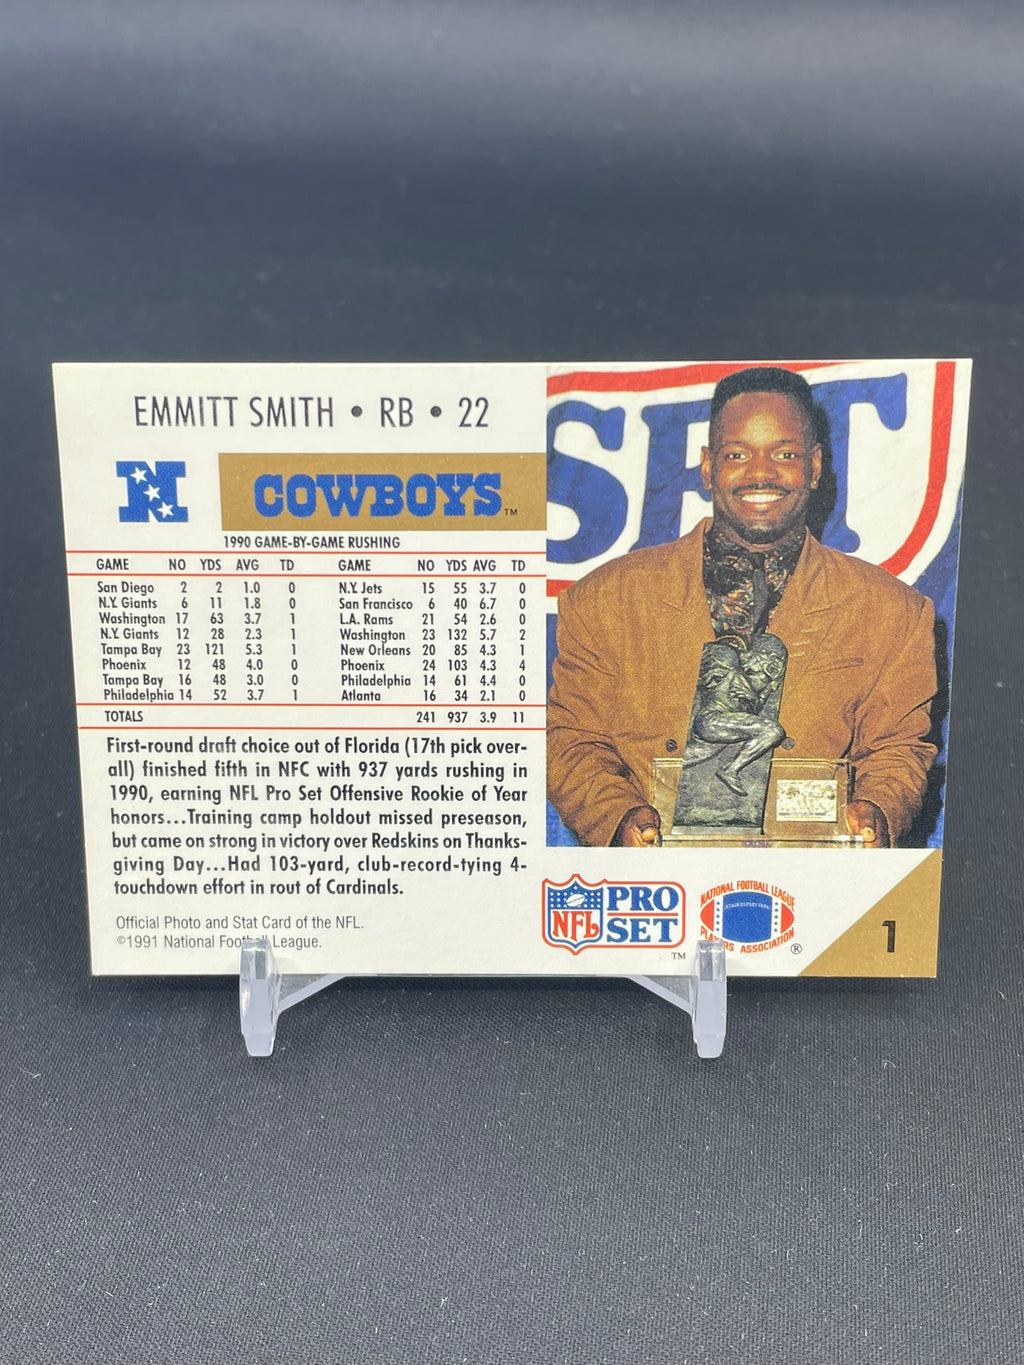 EMMITT SMITH • RB • 22
N
COWBOYS™
1990 GAME-BY-GAME RUSHING
GAME NO YDS AVG TD GAME NO YDS AVG TD
San Diego 2 2 1.0 0 N.Y. Jets 15 55 3.7 0
N.Y. Giants 6 11 1.8 0 San Francisco 6 40 6.7 0
Washington 17 63 3.7 1 L.A. Rams 21 54 2.6 0
N.Y. Giants 12 28 2.3 1 Washington 23 132 5.7 2
Tampa Bay 23 121 5.3 1 New Orleans 20 85 4.3 1
Phoenix 12 48 4.0 0 Phoenix 24 103 4.3 4
Tampa Bay 16 48 3.0 0 Philadelphia 14 61 4.4 0
Philadelphia 14 52 3.7 1 Atlanta 16 34 2.1 0
TOTALS 241 937 3.9 11
First-round draft choice out of Florida (17th pick over-
all) finished fifth in NFC with 937 yards rushing in
1990, earning NFL Pro Set Offensive Rookie of Year
honors...Training camp holdout missed preseason,
but came on strong in victory over Redskins on Thanks-
giving Day...Had 103-yard, club-record-tying 4-
touchdown effort in rout of Cardinals.
Official Photo and Stat Card of the NFL.
©1991 National Football League.
SET
NFL
PRO
SET
™
NATIONAL FOOTBALL LEAGUE
PLAYERS ASSOCIATION
®
1